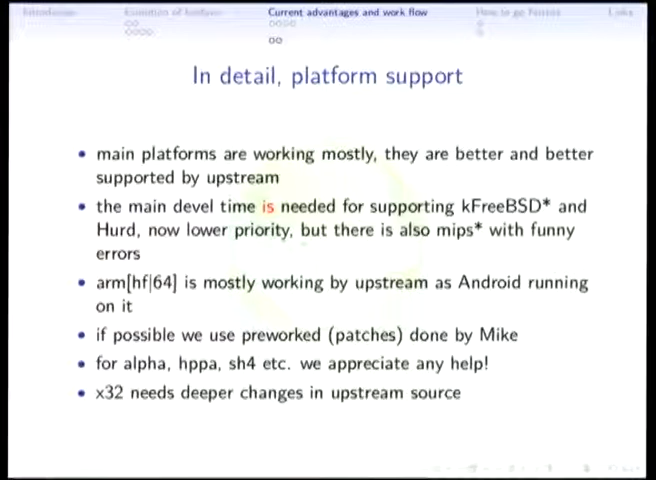 Introduction
Evolution of
Current advantages and work flow
How to go
Links
In detail, platform support
• main platforms are working mostly, they are better and better
supported by upstream
• the main devel time is needed for supporting kFreeBSD* and
Hurd, now lower priority, but there is also mips* with funny
errors
• arm[hf|64] is mostly working by upstream as Android running
on it
• if possible we use preworked (patches) done by Mike
• for alpha, hppa, sh4 etc. we appreciate any help!
• x32 needs deeper changes in upstream source